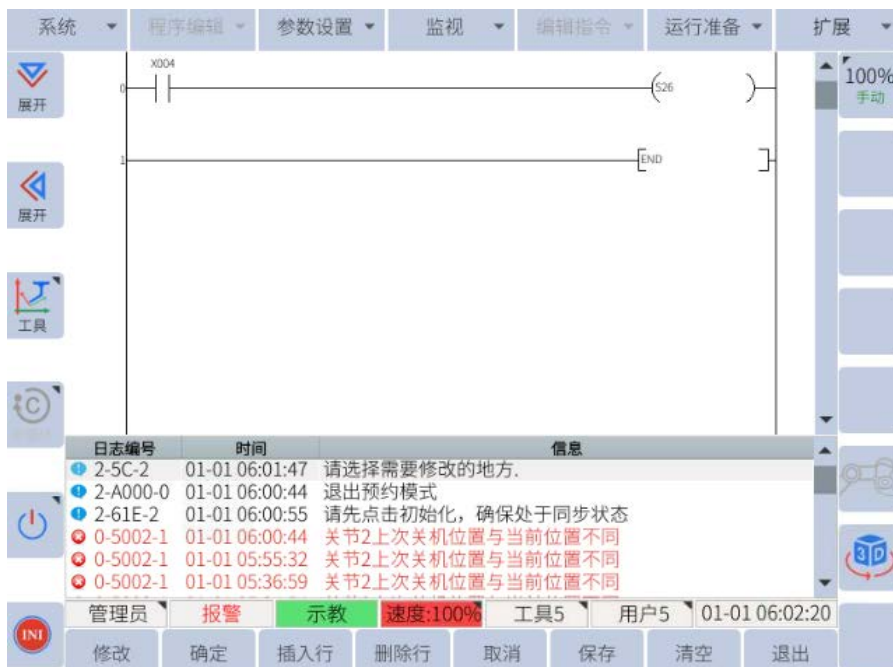 系统 程序编辑 参数设置 监视 编辑指令 运行准备 扩展
展开
100%
手动
X004
0
S26
1
END
展开
工具
日志编号 时间 信息
2-5C-2 01-01 06:01:47 请选择需要修改的地方.
2-A000-0 01-01 06:00:44 退出预约模式
2-61E-2 01-01 06:00:55 请先点击初始化，确保处于同步状态
0-5002-1 01-01 06:00:44 关节2上次关机位置与当前位置不同
0-5002-1 01-01 05:55:32 关节2上次关机位置与当前位置不同
0-5002-1 01-01 05:36:59 关节2上次关机位置与当前位置不同
3D
管理员 报警 示教 速度:100% 工具5 用户5 01-01 06:02:20
INI
修改 确定 插入行 删除行 取消 保存 清空 退出